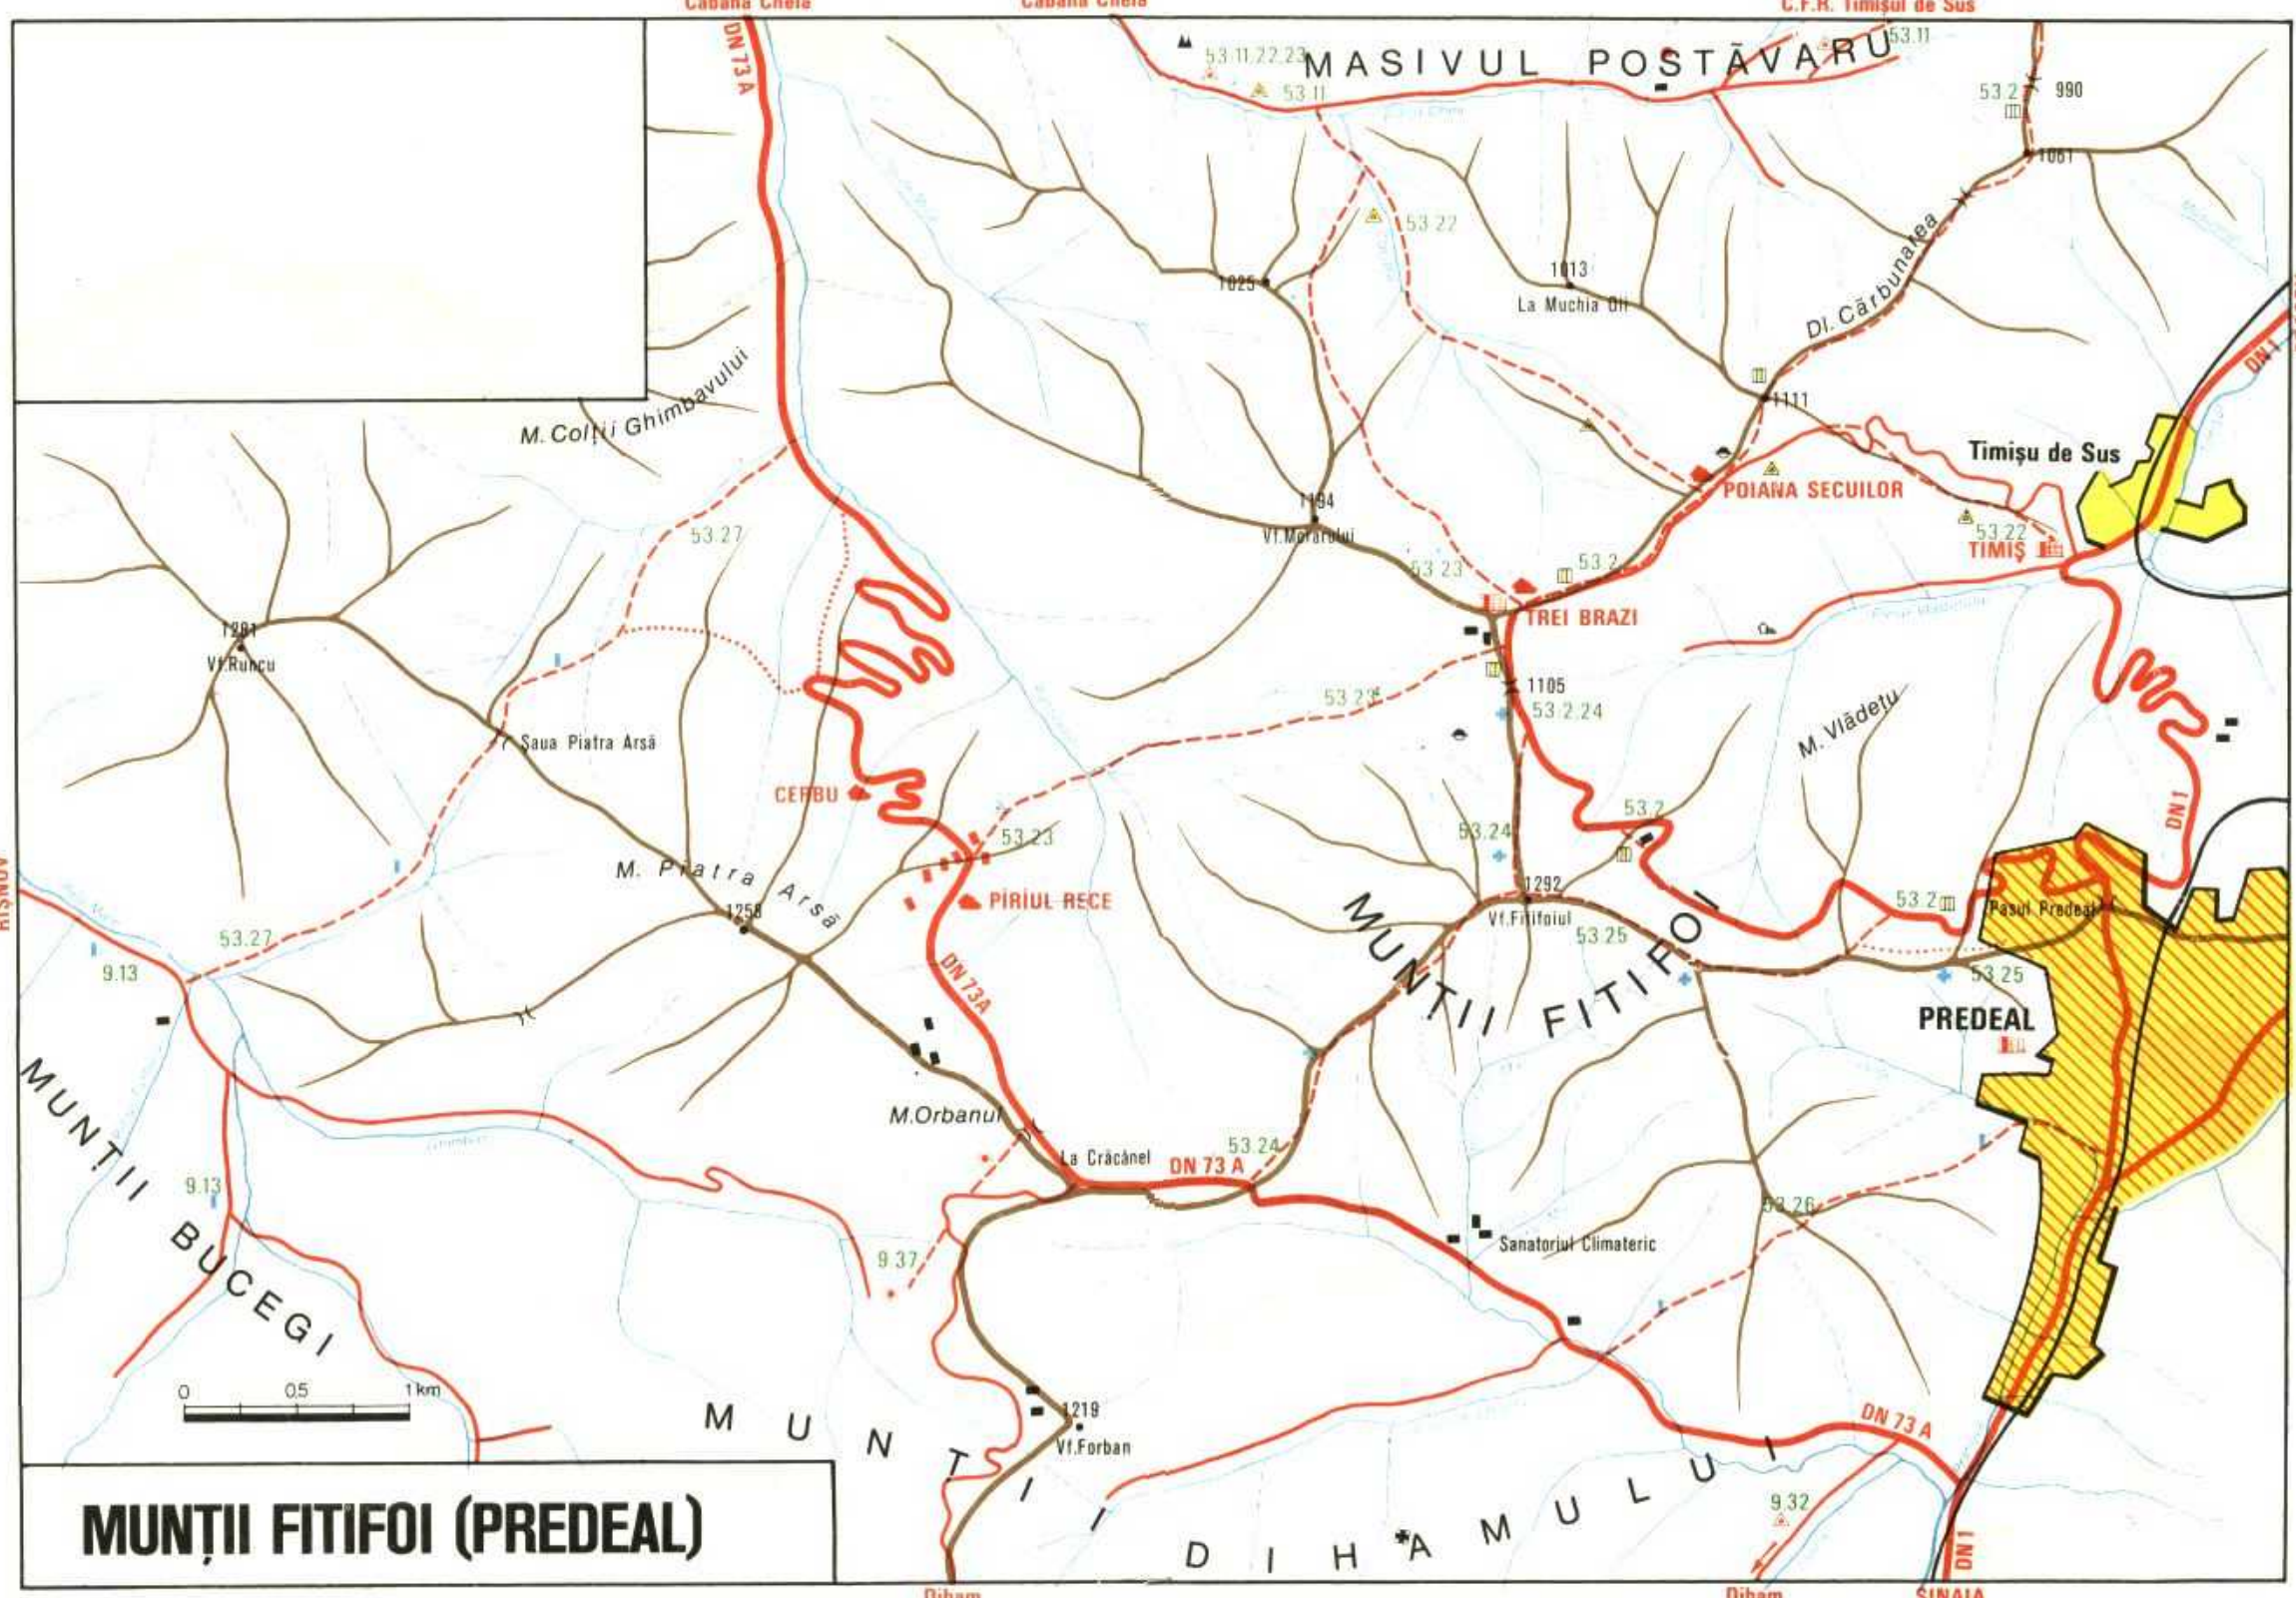 Cabana Cheia
Cabana Cheia
C.F.R. Timişul de Sus
DN 73 A
MASIVUL POSTĂVARU
53.11.22.23
53.11
53.11
53.2
990
1061
53.22
1025
1013
La Muchia Oii
Dl. Cărbunarea
DN 1
M. Colţii Ghimbavului
1111
Timişu de Sus
POIANA SECUILOR
1194
Vf. Morarului
53.22
TIMIŞ
53.27
53.23
53.2
TREI BRAZI
1281
Vf. Runcu
1105
53.23
53.2.24
M. Vlădeţu
Saua Piatra Arsă
CERBU
DN 1
53.2
53.24
53.23
RÎŞNOV
M. Piatra Arsă
PÎRÎUL RECE
1292
Vf. Fitifoiul
53.2
Pasul Predeal
1258
53.25
53.27
9.13
DN 73A
MUNŢII FITIFOI
53.25
PREDEAL
M. Orbanul
La Crăcănel
DN 73 A
53.24
MUNŢII BUCEGI
9.13
53.26
Sanatoriul Climateric
9.37
0 0,5 1 km
1219
Vf. Forban
MUNŢII DIHAMULUI
DN 73 A
9.32
DN 1
MUNŢII FITIFOI (PREDEAL)
Diham
Diham
SINAIA